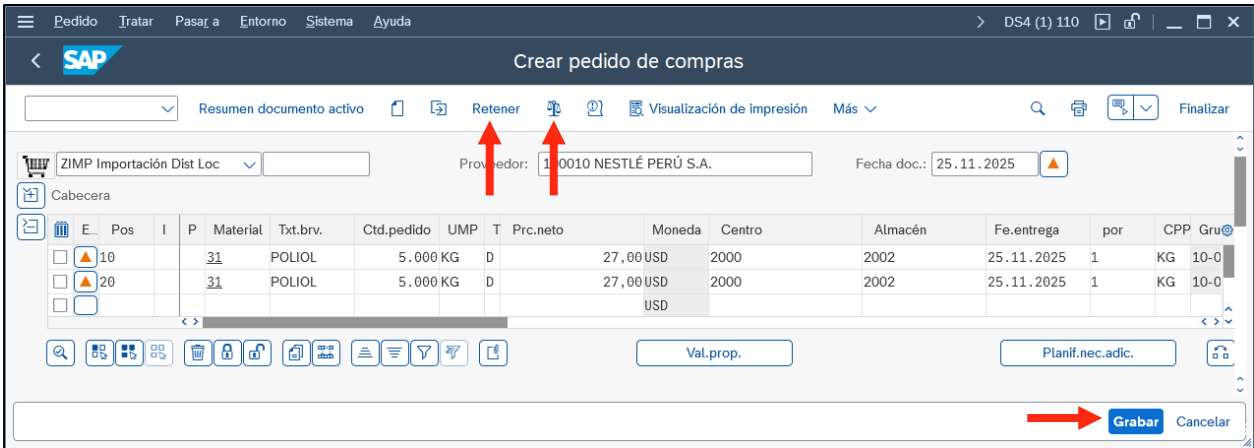 Pedido Tratar Pasar a Entorno Sistema Ayuda DS4 (1) 110
SAP Crear pedido de compras
Resumen documento activo Retener Visualización de impresión Más Finalizar
ZIMP Importación Dist Loc Proveedor: 100010 NESTLÉ PERÚ S.A. Fecha doc.: 25.11.2025
Cabecera
E... Pos I P Material Txt.brv. Ctd.pedido UMP T Prc.neto Moneda Centro Almacén Fe.entrega por CPP Gru
10 31 POLIOL 5.000 KG D 27,00 USD 2000 2002 25.11.2025 1 KG 10-0
20 31 POLIOL 5.000 KG D 27,00 USD 2000 2002 25.11.2025 1 KG 10-0
USD
Val.prop. Planif.nec.adic.
Grabar Cancelar